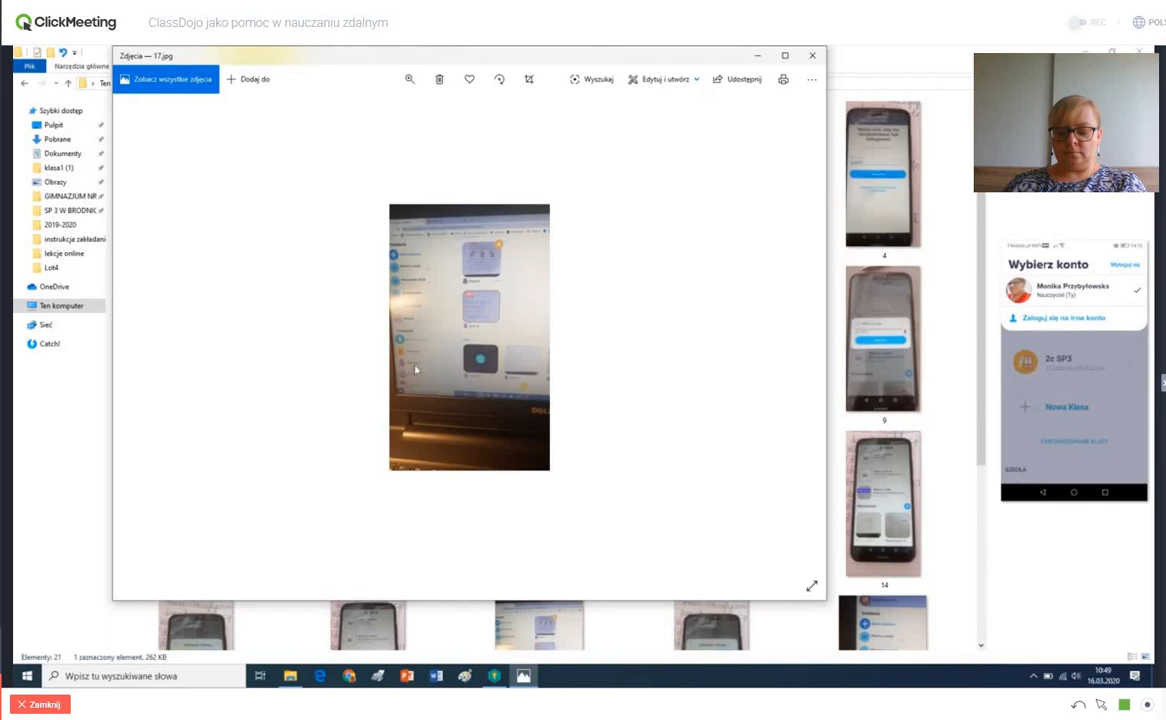 ClickMeeting
ClassDojo jako pomoc w nauczaniu zdalnym
REC
Plik
Narzędzia główne
Ten
Zdjęcia — 17.jpg
Zobacz wszystkie zdjęcia
Dodaj do
Wyszukaj
Edytuj i utwórz
Udostępnij
Szybki dostęp
Pulpit
Pobrane
Dokumenty
klasa1 (1)
Obrazy
GIMNAZJUM NR
SP 3 W BRODNIC
2019-2020
instrukcja zakładani
lekcje online
Lot4
OneDrive
Ten komputer
Sieć
Catch!
4
9
14
Wybierz konto
Wyloguj się
Monika Przybyłowska
Nauczyciel (Ty)
Zaloguj się na inne konto
2c SP3
Nowa Klasa
SZKOŁA
Elementy: 21
1 zaznaczony element, 262 KB
Wpisz tu wyszukiwane słowa
10:49
16.03.2020
Zamknij